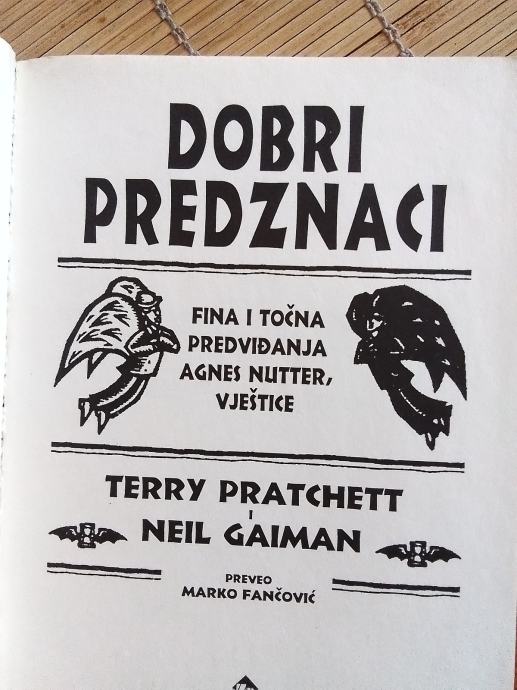 DOBRI
PREDZNACI
FINA I TOČNA
PREDVIĐANJA
AGNES NUTTER,
VJEŠTICE
TERRY PRATCHETT
I
NEIL GAIMAN
PREVEO
MARKO FANČOVIĆ